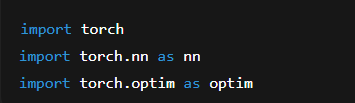 import torch
import torch.nn as nn
import torch.optim as optim